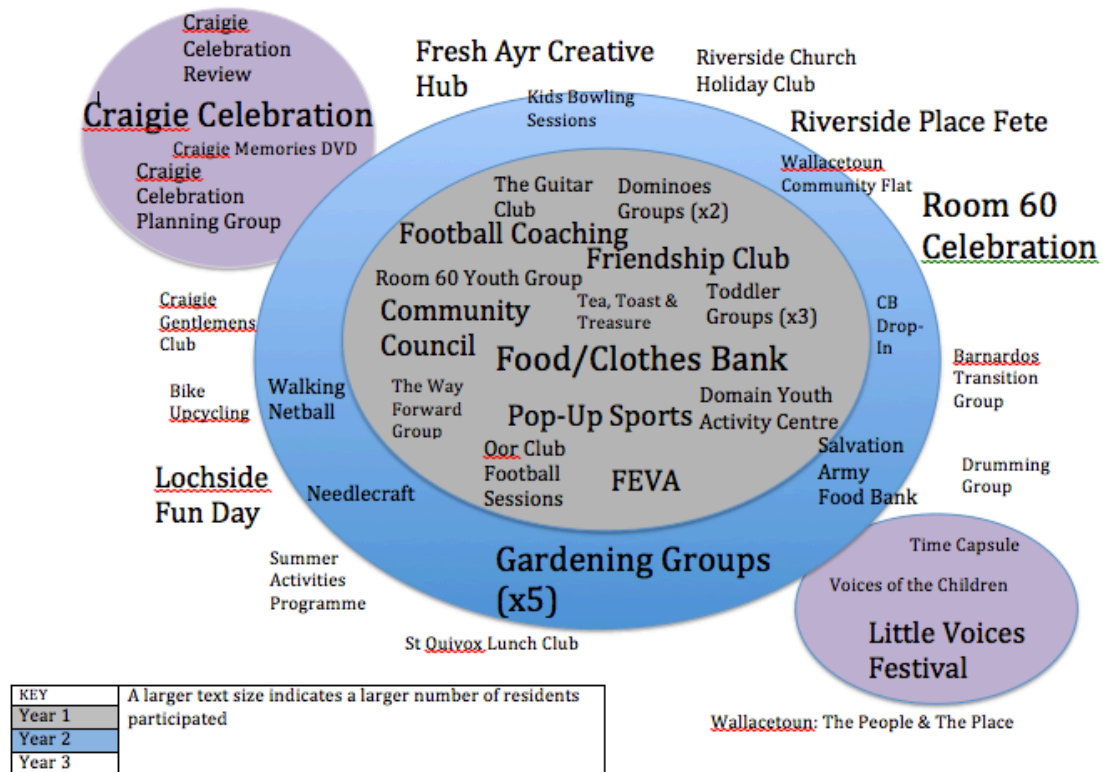 Craigie
Celebration
Review
Craigie Celebration
Craigie Memories DVD
Craigie
Celebration
Planning Group
Fresh Ayr Creative
Hub
Kids Bowling
Sessions
Riverside Church
Holiday Club
Riverside Place Fete
Wallacetoun
Community Flat
Room 60
Celebration
The Guitar
Club
Dominoes
Groups (x2)
Football Coaching
Friendship Club
Room 60 Youth Group
Tea, Toast &
Treasure
Toddler
Groups (x3)
Community
Council
Food/Clothes Bank
The Way
Forward
Group
Pop-Up Sports
Domain Youth
Activity Centre
Oor Club
Football
Sessions
FEVA
CB
Drop-
In
Craigie
Gentlemens
Club
Bike
Upcycling
Walking
Netball
Barnardos
Transition
Group
Lochside
Fun Day
Needlecraft
Salvation
Army
Food Bank
Drumming
Group
Gardening Groups
(x5)
Summer
Activities
Programme
St Quivox Lunch Club
Time Capsule
Voices of the Children
Little Voices
Festival
Wallacetoun: The People & The Place
KEY
Year 1
Year 2
Year 3
A larger text size indicates a larger number of residents
participated